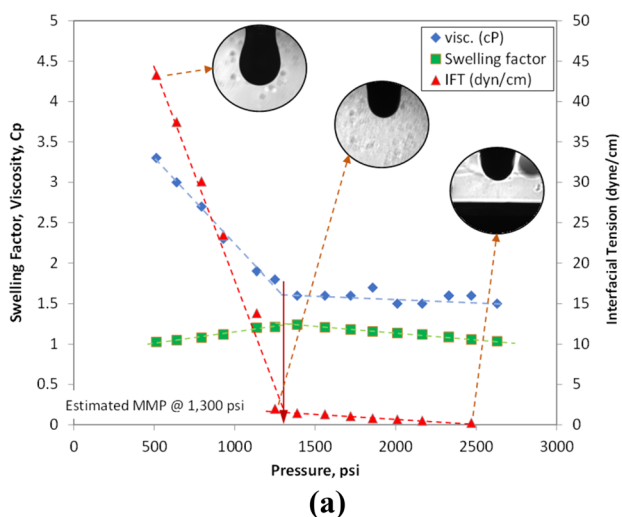 5
4.5
4
3.5
3
2.5
2
1.5
1
0.5
0
Swelling Factor, Viscosity, Cp
50
45
40
35
30
25
20
15
10
5
0
Interfacial Tension (dyne/cm)
visc. (cP)
Swelling factor
IFT (dyn/cm)
Estimated MMP @ 1,300 psi
0 500 1000 1500 2000 2500 3000
Pressure, psi
(a)